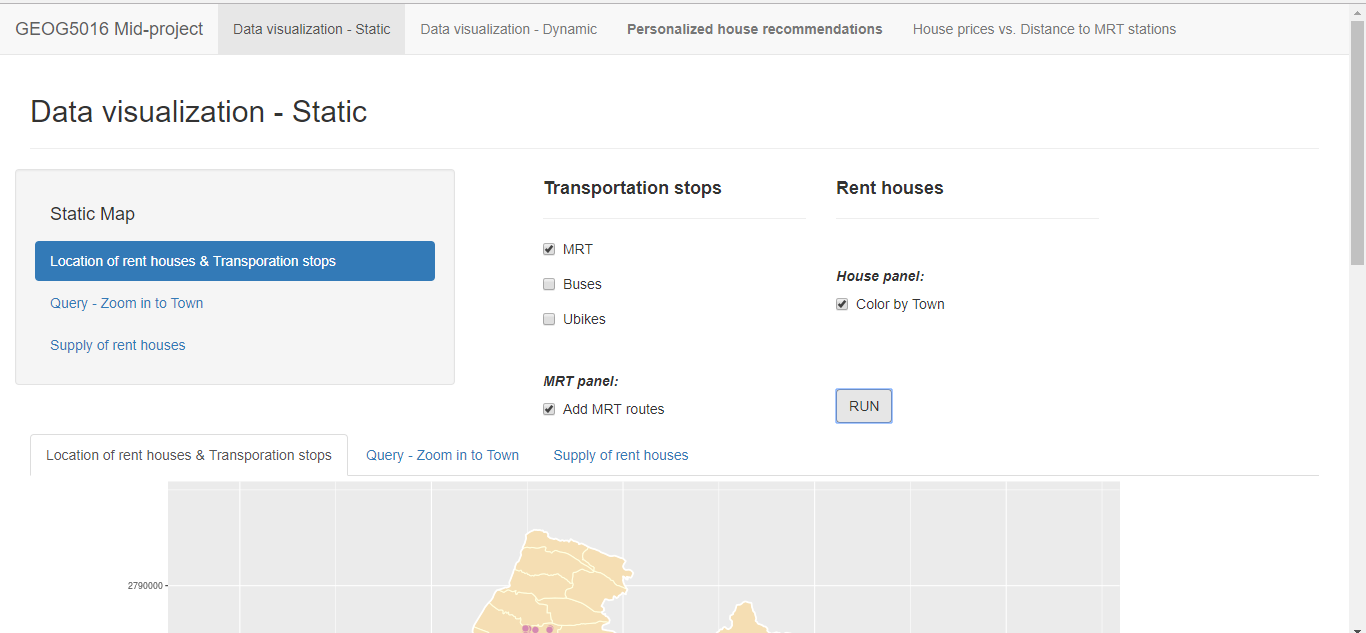 GEOG5016 Mid-project Data visualization - Static Data visualization - Dynamic Personalized house recommendations House prices vs. Distance to MRT stations
Data visualization - Static
Static Map
Location of rent houses & Transporation stops
Query - Zoom in to Town
Supply of rent houses
Transportation stops
MRT
Buses
Ubikes
MRT panel:
Add MRT routes
Rent houses
House panel:
Color by Town
RUN
Location of rent houses & Transporation stops Query - Zoom in to Town Supply of rent houses
2790000